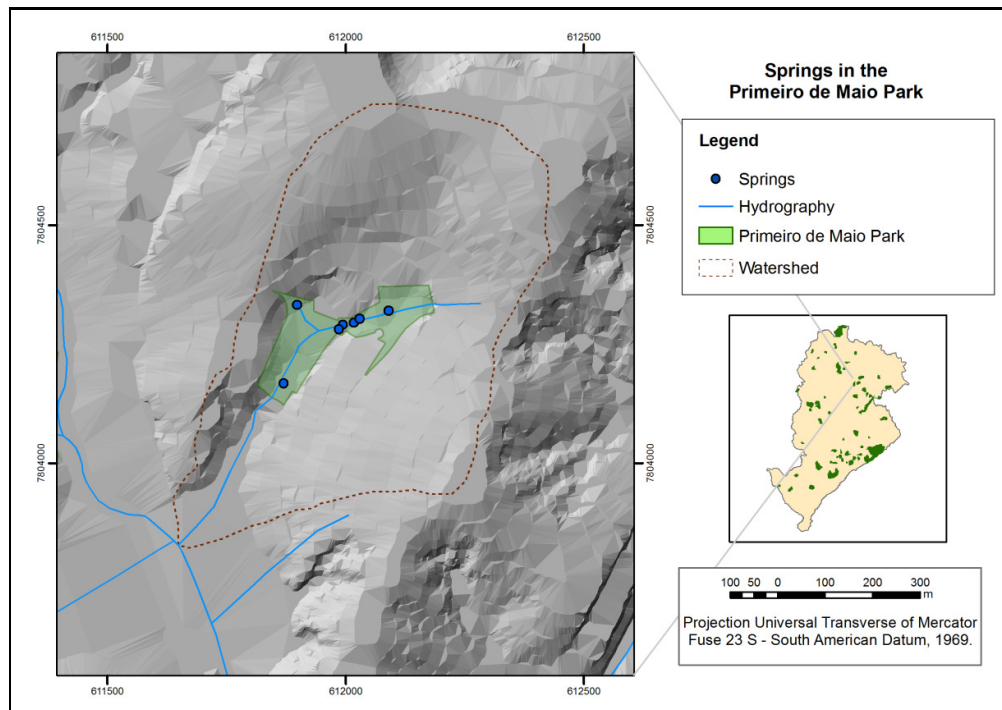 611500
612000
612500
7804500
7804000
7804500
7804000
611500
612000
612500
Springs in the
Primeiro de Maio Park
Legend
Springs
Hydrography
Primeiro de Maio Park
Watershed
100 50 0 100 200 300
m
Projection Universal Transverse of Mercator
Fuse 23 S - South American Datum, 1969.